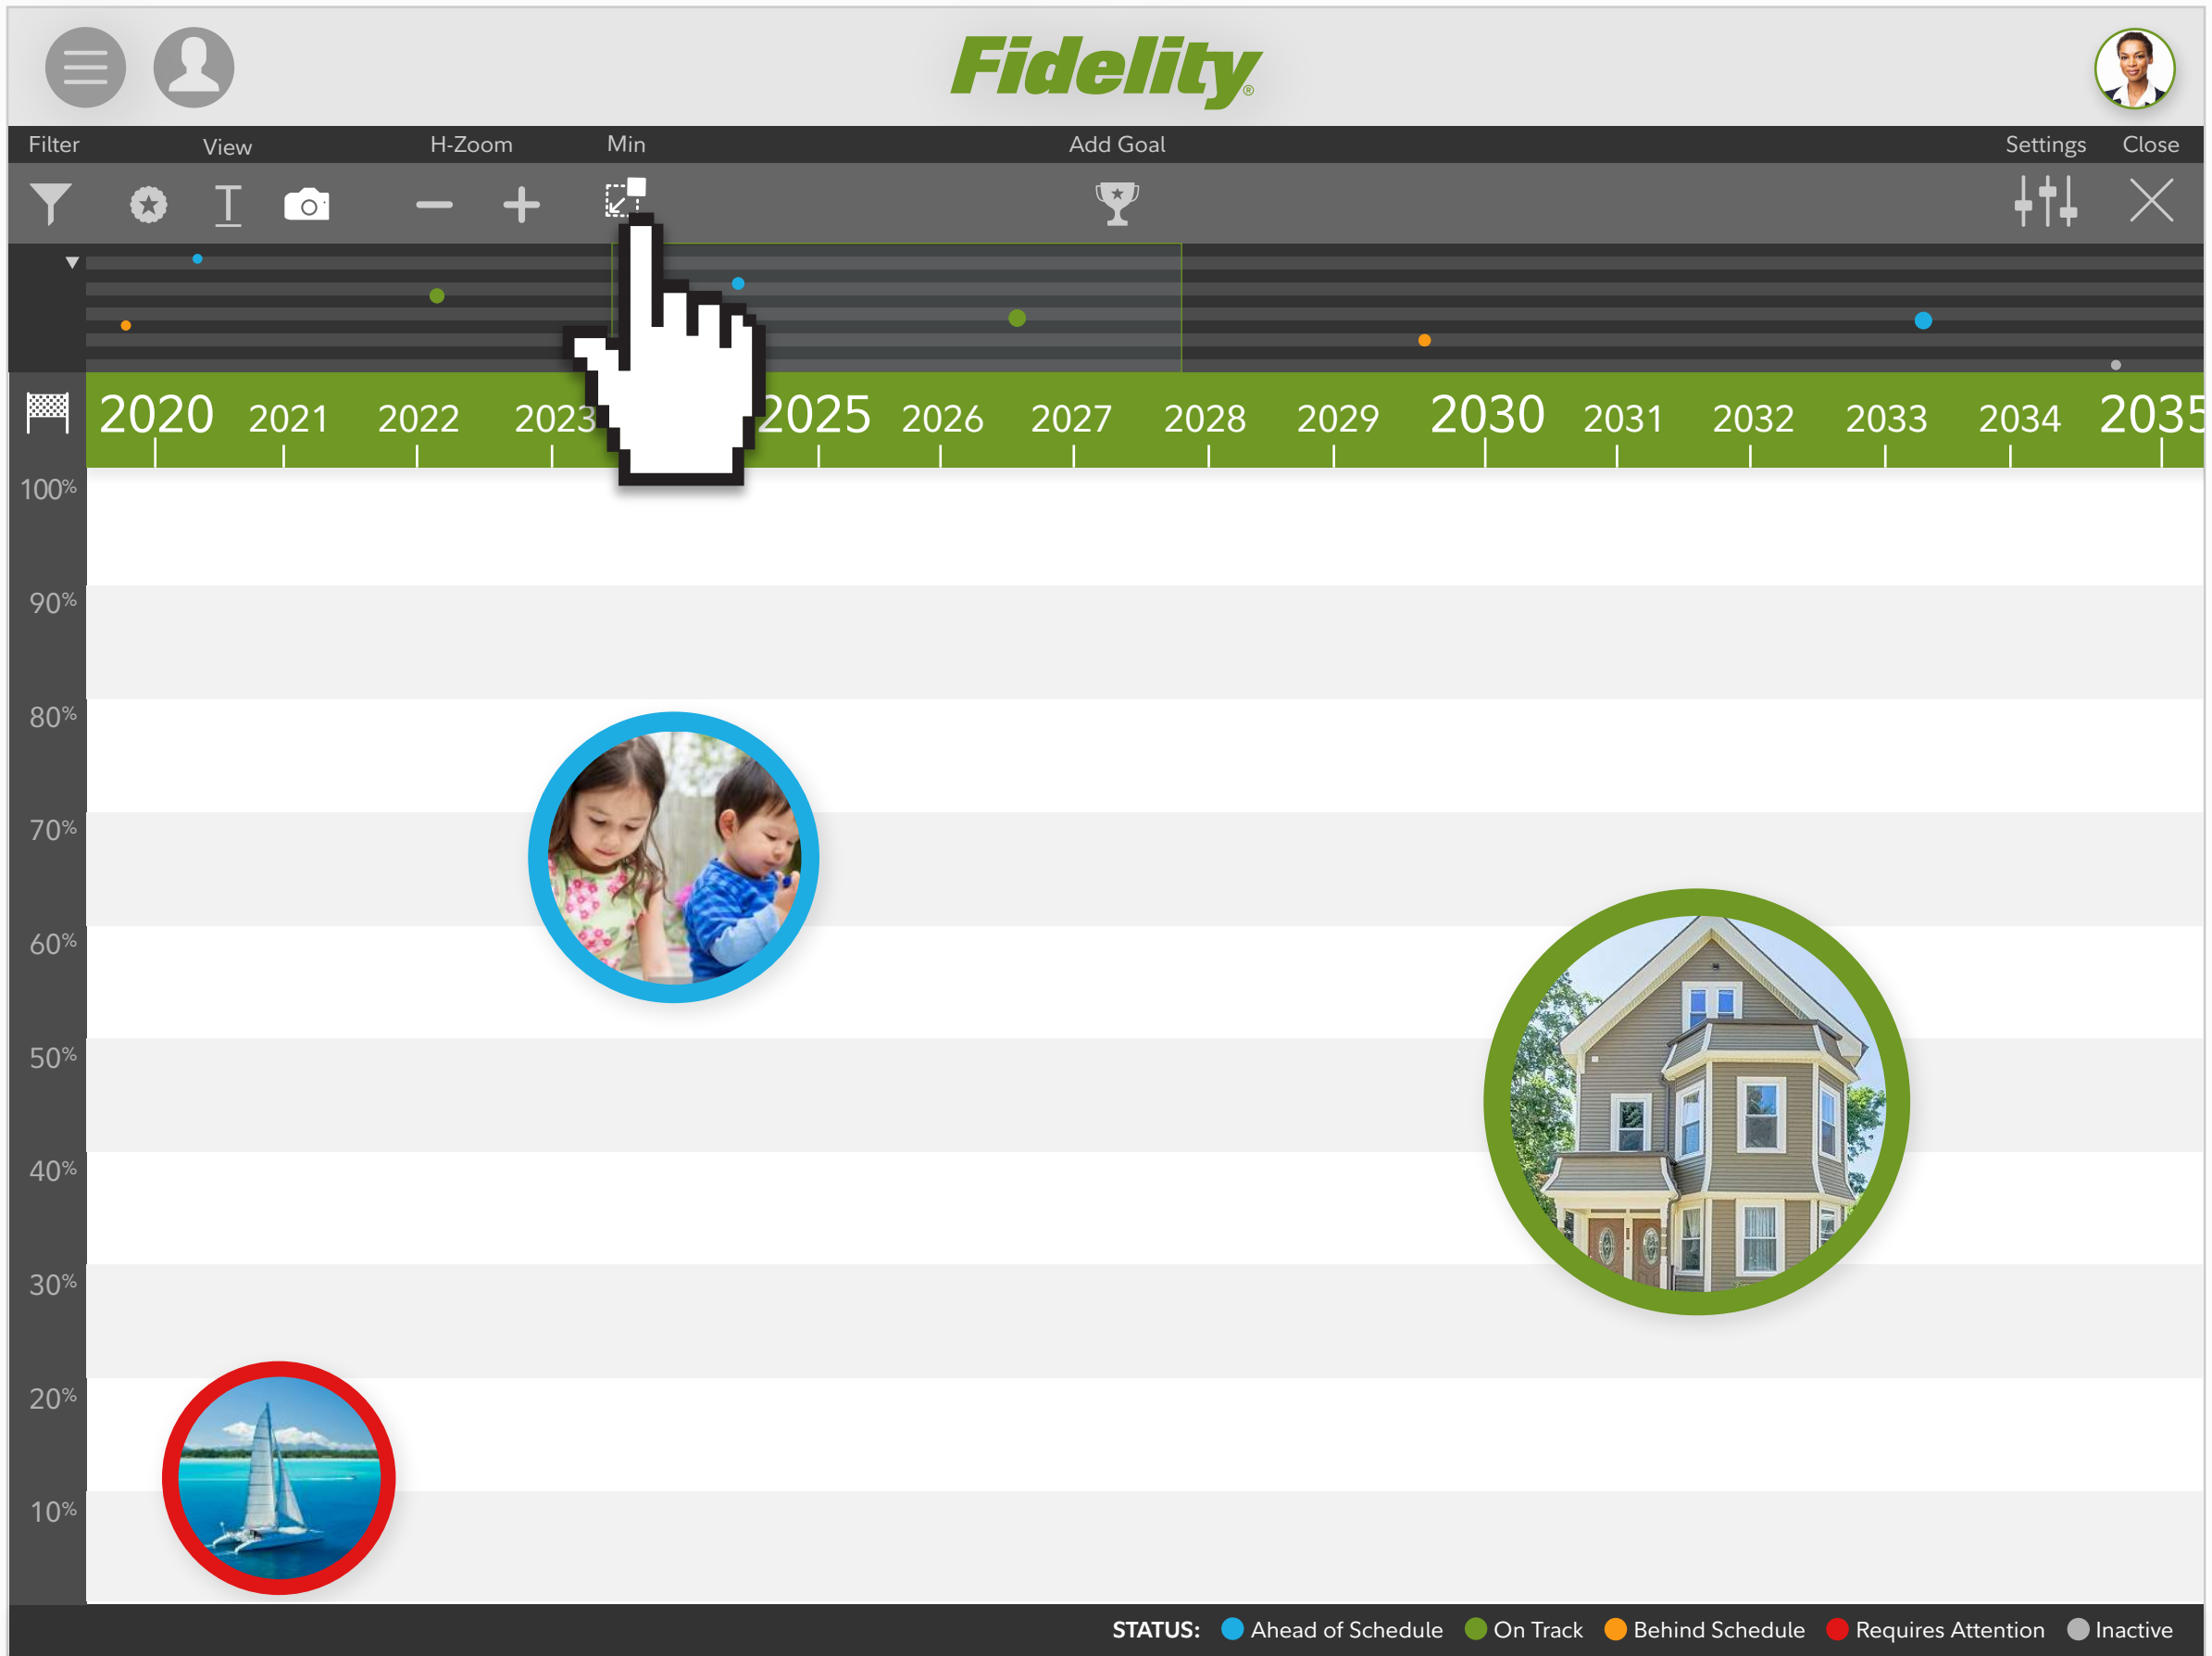 Fidelity®
Filter View H-Zoom Min Add Goal Settings Close
2020 2021 2022 2023 2025 2026 2027 2028 2029 2030 2031 2032 2033 2034 2035
100%
90%
80%
70%
60%
50%
40%
30%
20%
10%
STATUS: Ahead of Schedule On Track Behind Schedule Requires Attention Inactive